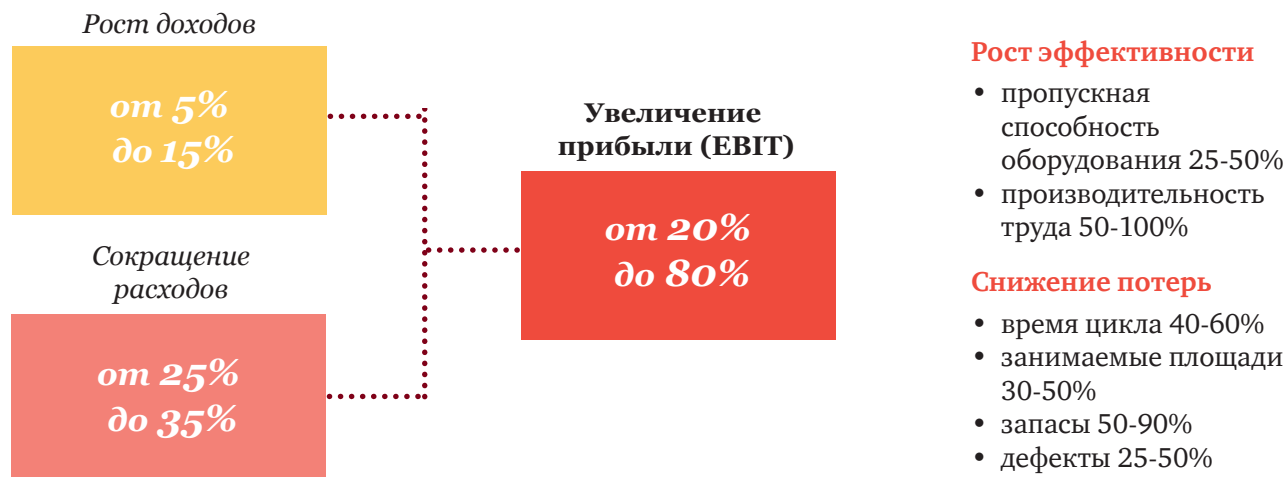 Рост доходов
от 5%
до 15%
Сокращение
расходов
от 25%
до 35%
Увеличение
прибыли (EBIT)
от 20%
до 80%
Рост эффективности
• пропускная
способность
оборудования 25-50%
• производительность
труда 50-100%
Снижение потерь
• время цикла 40-60%
• занимаемые площади
30-50%
• запасы 50-90%
• дефекты 25-50%